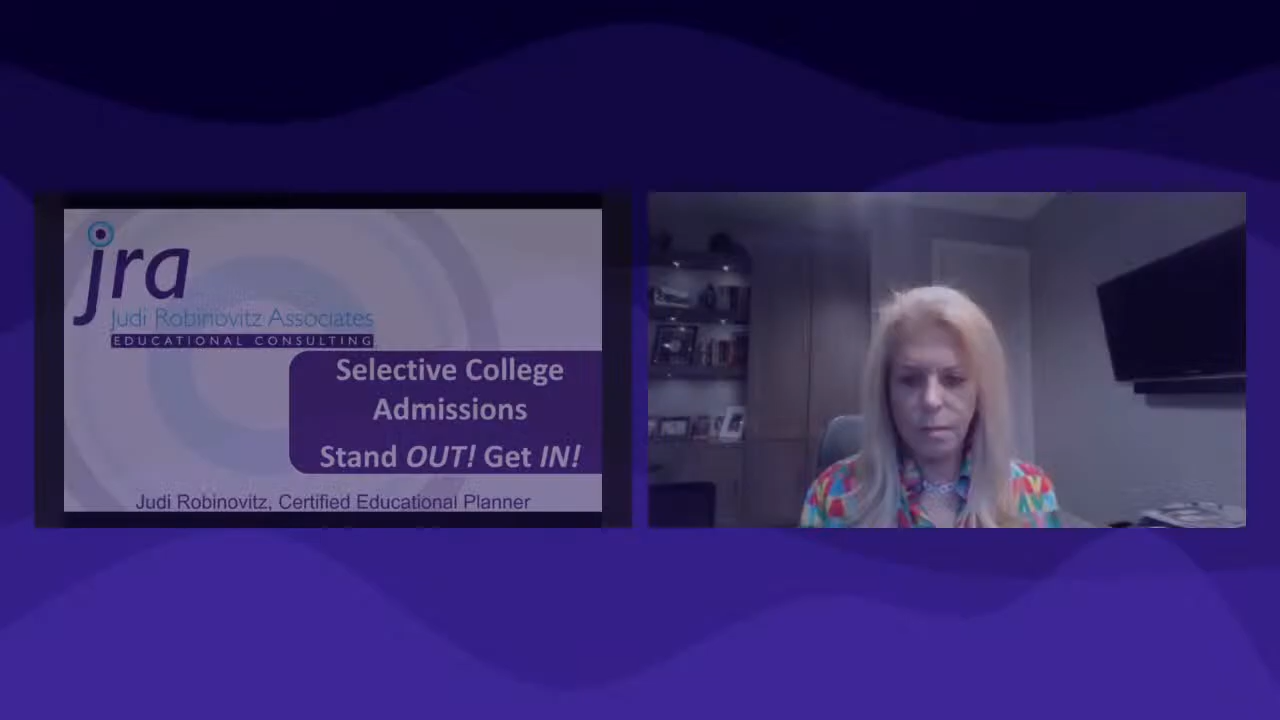 jra
Judi Robinovitz Associates
EDUCATIONAL CONSULTING
Selective College
Admissions
Stand OUT! Get IN!
Judi Robinovitz, Certified Educational Planner